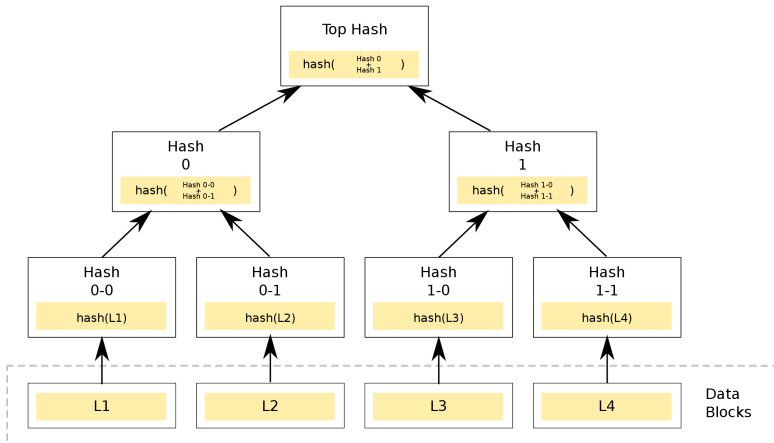 Top Hash
hash( Hash 0 + Hash 1 )
Hash 0
hash( Hash 0-0 + Hash 0-1 )
Hash 1
hash( Hash 1-0 + Hash 1-1 )
Hash 0-0
hash(L1)
Hash 0-1
hash(L2)
Hash 1-0
hash(L3)
Hash 1-1
hash(L4)
L1
L2
L3
L4
Data
Blocks